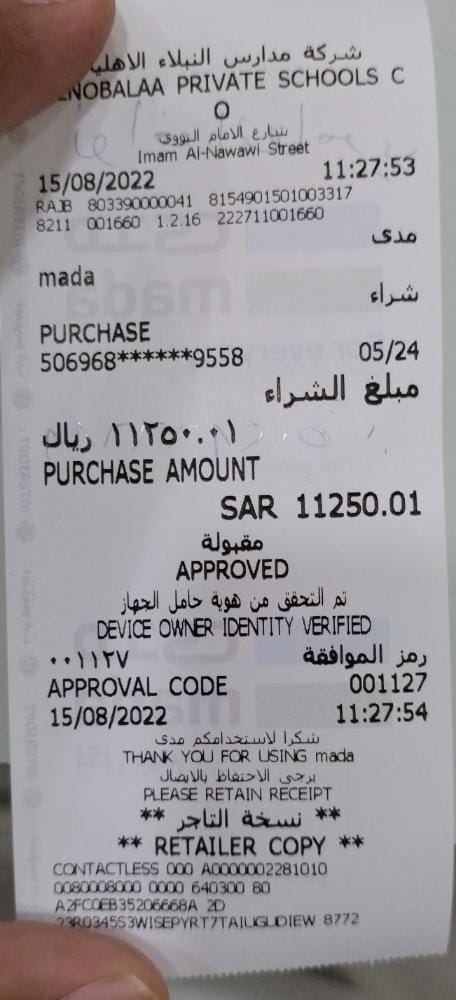 شركة مدارس النبلاء الاهلي
ENOBALAA PRIVATE SCHOOLS C
O
شارع الامام النووي
Imam Al-Nawawi Street
15/08/2022 11:27:53
RAJB 803390000041 8154901501003317
8211 001660 1.2.16 222711001660
مدى
mada
شراء
PURCHASE
506968******9558 05/24
مبلغ الشراء
١١٢٥٠.٠١ ريال
PURCHASE AMOUNT
SAR 11250.01
مقبولة
APPROVED
تم التحقق من هوية حامل الجهاز
DEVICE OWNER IDENTITY VERIFIED
رمز الموافقة ٠٠١١٢٧
APPROVAL CODE 001127
15/08/2022 11:27:54
شكرا لاستخدامكم مدى
THANK YOU FOR USING mada
يرجى الاحتفاظ بالايصال
PLEASE RETAIN RECEIPT
** نسخة التاجر **
** RETAILER COPY **
CONTACTLESS 000 A0000002281010
0080008000 0000 640300 80
A2FC0EB35206668A 2D
8772